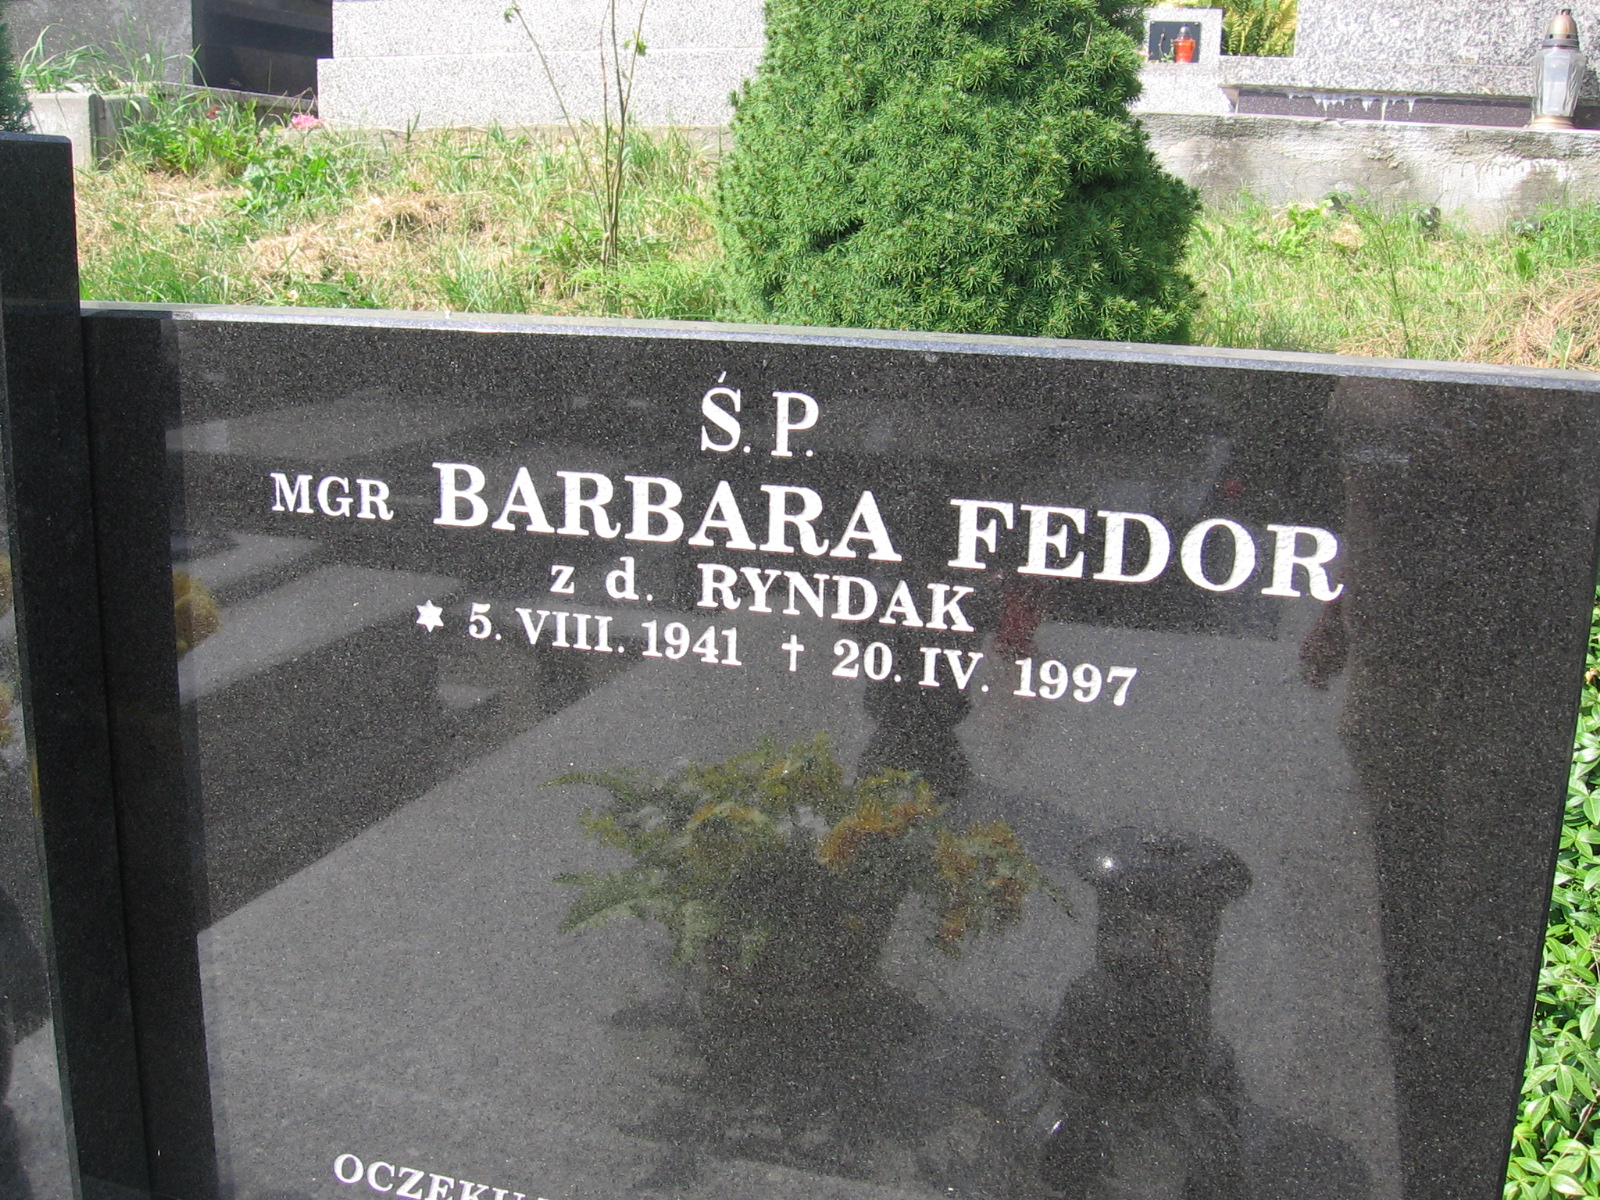 Ś. P.
MGR BARBARA FEDOR
z d. RYNDAK
✶ 5. VIII. 1941 † 20. IV. 1997